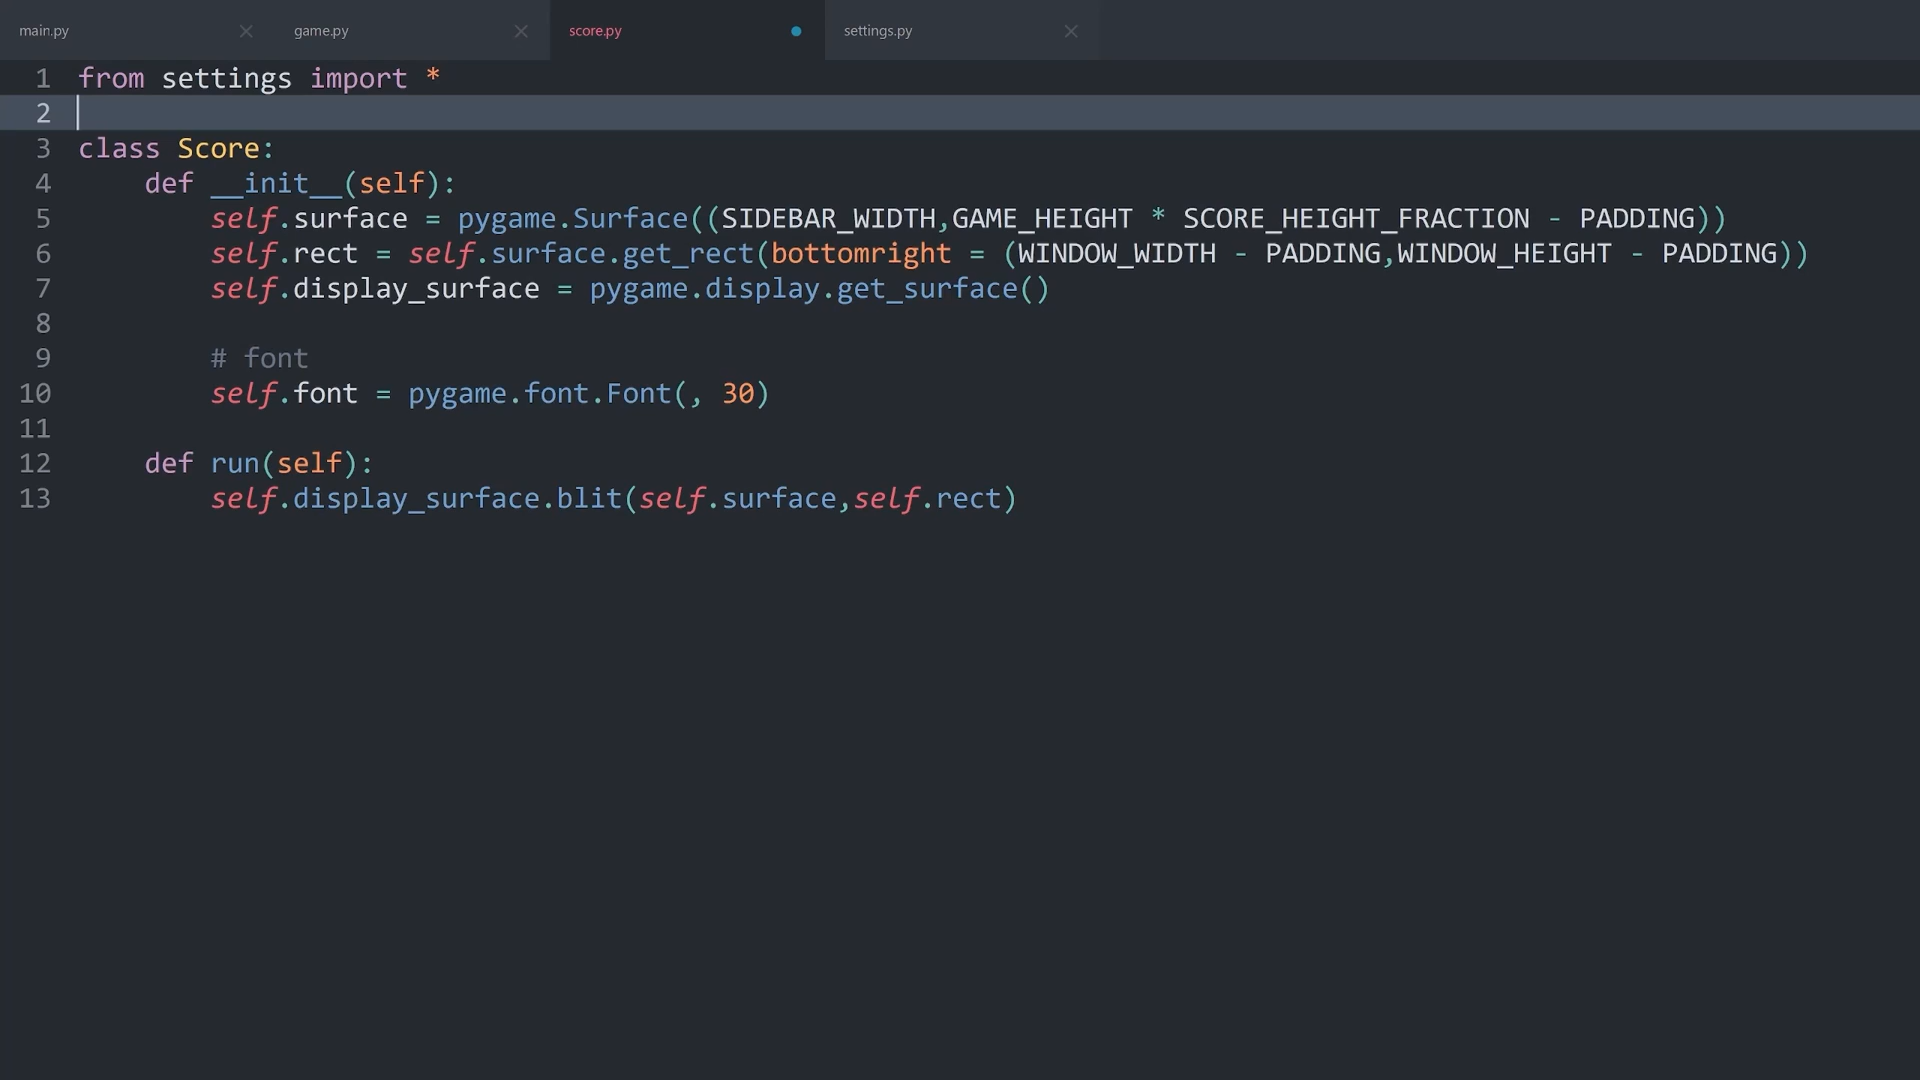 main.py game.py score.py settings.py
1 from settings import *
2
3 class Score:
4     def __init__(self):
5         self.surface = pygame.Surface((SIDEBAR_WIDTH,GAME_HEIGHT * SCORE_HEIGHT_FRACTION - PADDING))
6         self.rect = self.surface.get_rect(bottomright = (WINDOW_WIDTH - PADDING,WINDOW_HEIGHT - PADDING))
7         self.display_surface = pygame.display.get_surface()
8
9         # font
10         self.font = pygame.font.Font(, 30)
11
12     def run(self):
13         self.display_surface.blit(self.surface,self.rect)